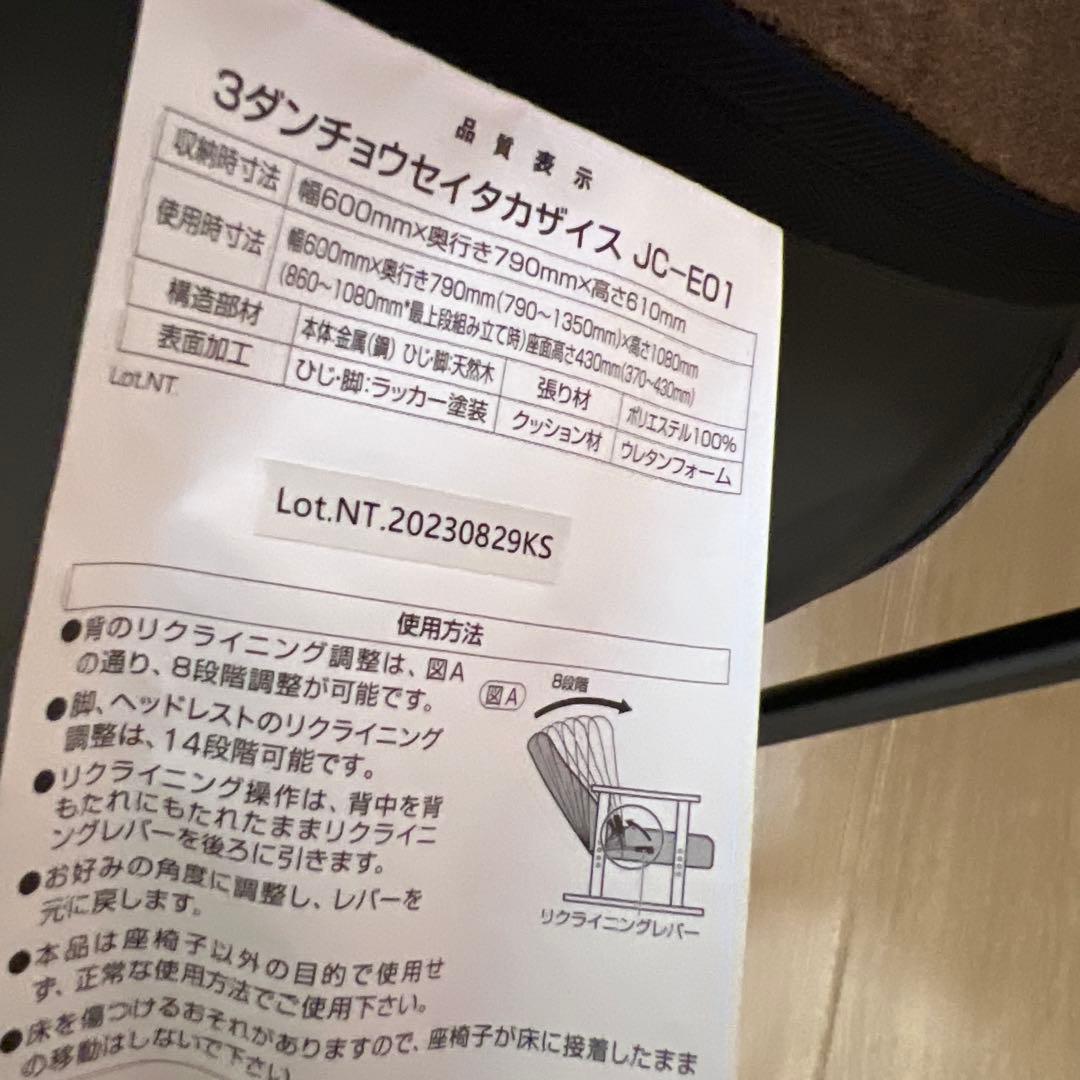 品質表示
3ダンチョウセイタカザイス JC-E01
収納時寸法 幅600mm×奥行き790mm×高さ610mm
使用時寸法 幅600mm×奥行き790mm(790~1350mm)×高さ1080mm
(860~1080mm*最上段組み立て時)座面高さ430mm(370~430mm)
構造部材 本体:金属(鋼) ひじ・脚:天然木 張り材 ポリエステル100%
表面加工 ひじ・脚:ラッカー塗装 クッション材 ウレタンフォーム
Lot.NT.
Lot.NT.20230829KS
使用方法
●背のリクライニング調整は、図A
の通り、8段階調整が可能です。
●脚、ヘッドレストのリクライニング
調整は、14段階可能です。
●リクライニング操作は、背中を背
もたれにもたれたままリクライニ
ングレバーを後ろに引きます。
●お好みの角度に調整し、レバーを
元に戻します。
●本品は座椅子以外の目的で使用せ
ず、正常な使用方法でご使用下さい。
●床を傷つけるおそれがありますので、座椅子が床に接着したまま
の移動はしないで下さい
図A
8段階
リクライニングレバー